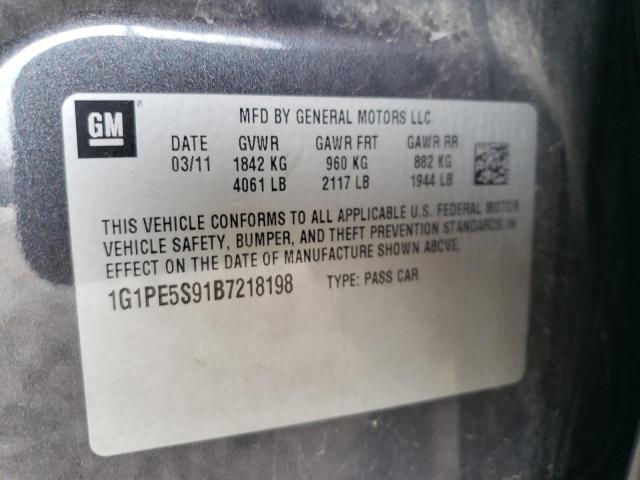 GM
MFD BY GENERAL MOTORS LLC
DATE GVWR GAWR FRT GAWR RR
03/11 1842 KG 960 KG 882 KG
4061 LB 2117 LB 1944 LB
THIS VEHICLE CONFORMS TO ALL APPLICABLE U.S. FEDERAL MOTOR
VEHICLE SAFETY, BUMPER, AND THEFT PREVENTION STANDARDS IN
EFFECT ON THE DATE OF MANUFACTURE SHOWN ABOVE.
1G1PE5S91B7218198 TYPE: PASS CAR